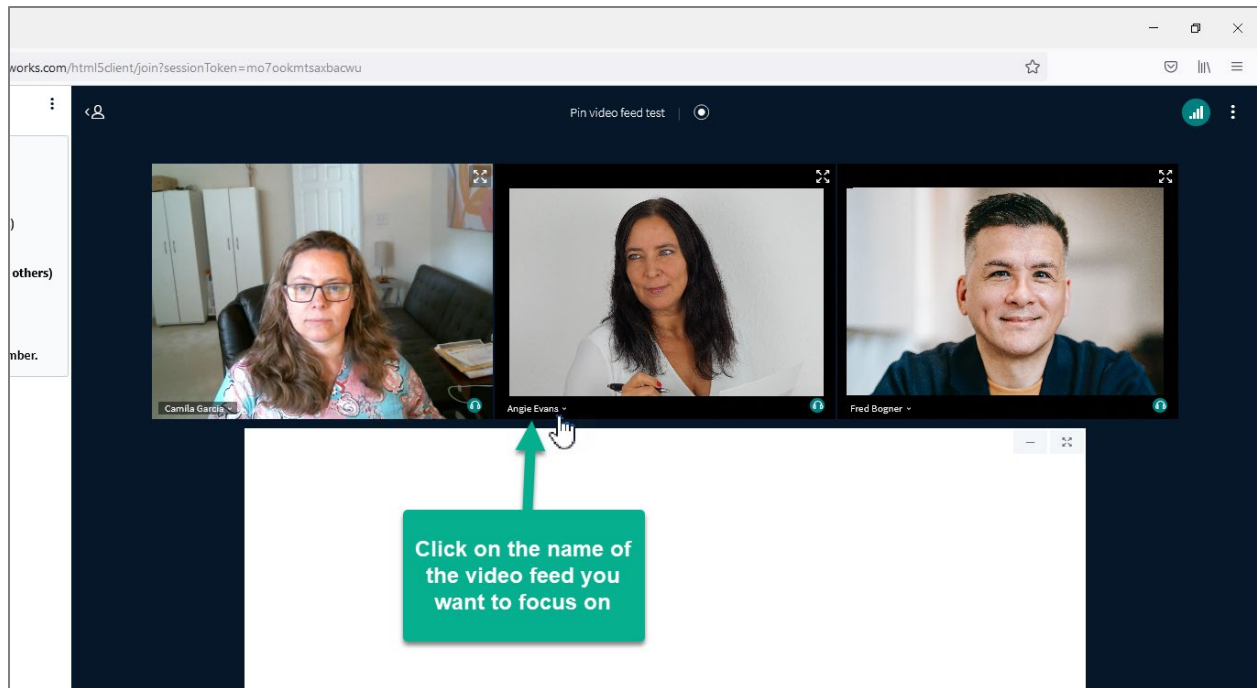 works.com/html5client/join?sessionToken=mo7ookmtsaxbacwu
Pin video feed test
)
others)
mber.
Camila Garcia
Angie Evans
Fred Bogner
Click on the name of
the video feed you
want to focus on